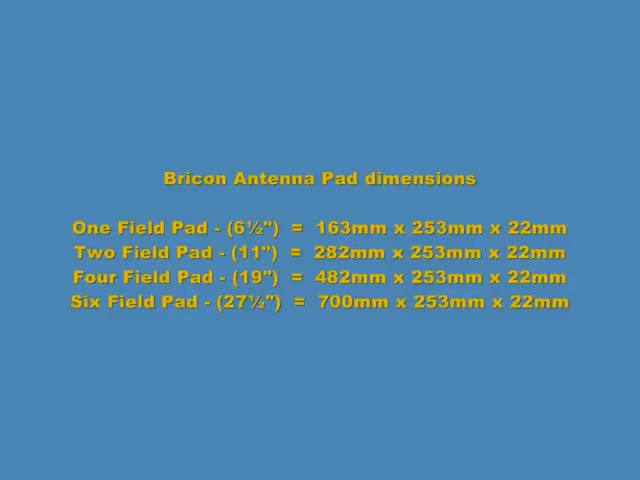 Bricon Antenna Pad dimensions
One Field Pad - (6½") = 163mm x 253mm x 22mm
Two Field Pad - (11") = 282mm x 253mm x 22mm
Four Field Pad - (19") = 482mm x 253mm x 22mm
Six Field Pad - (27½") = 700mm x 253mm x 22mm